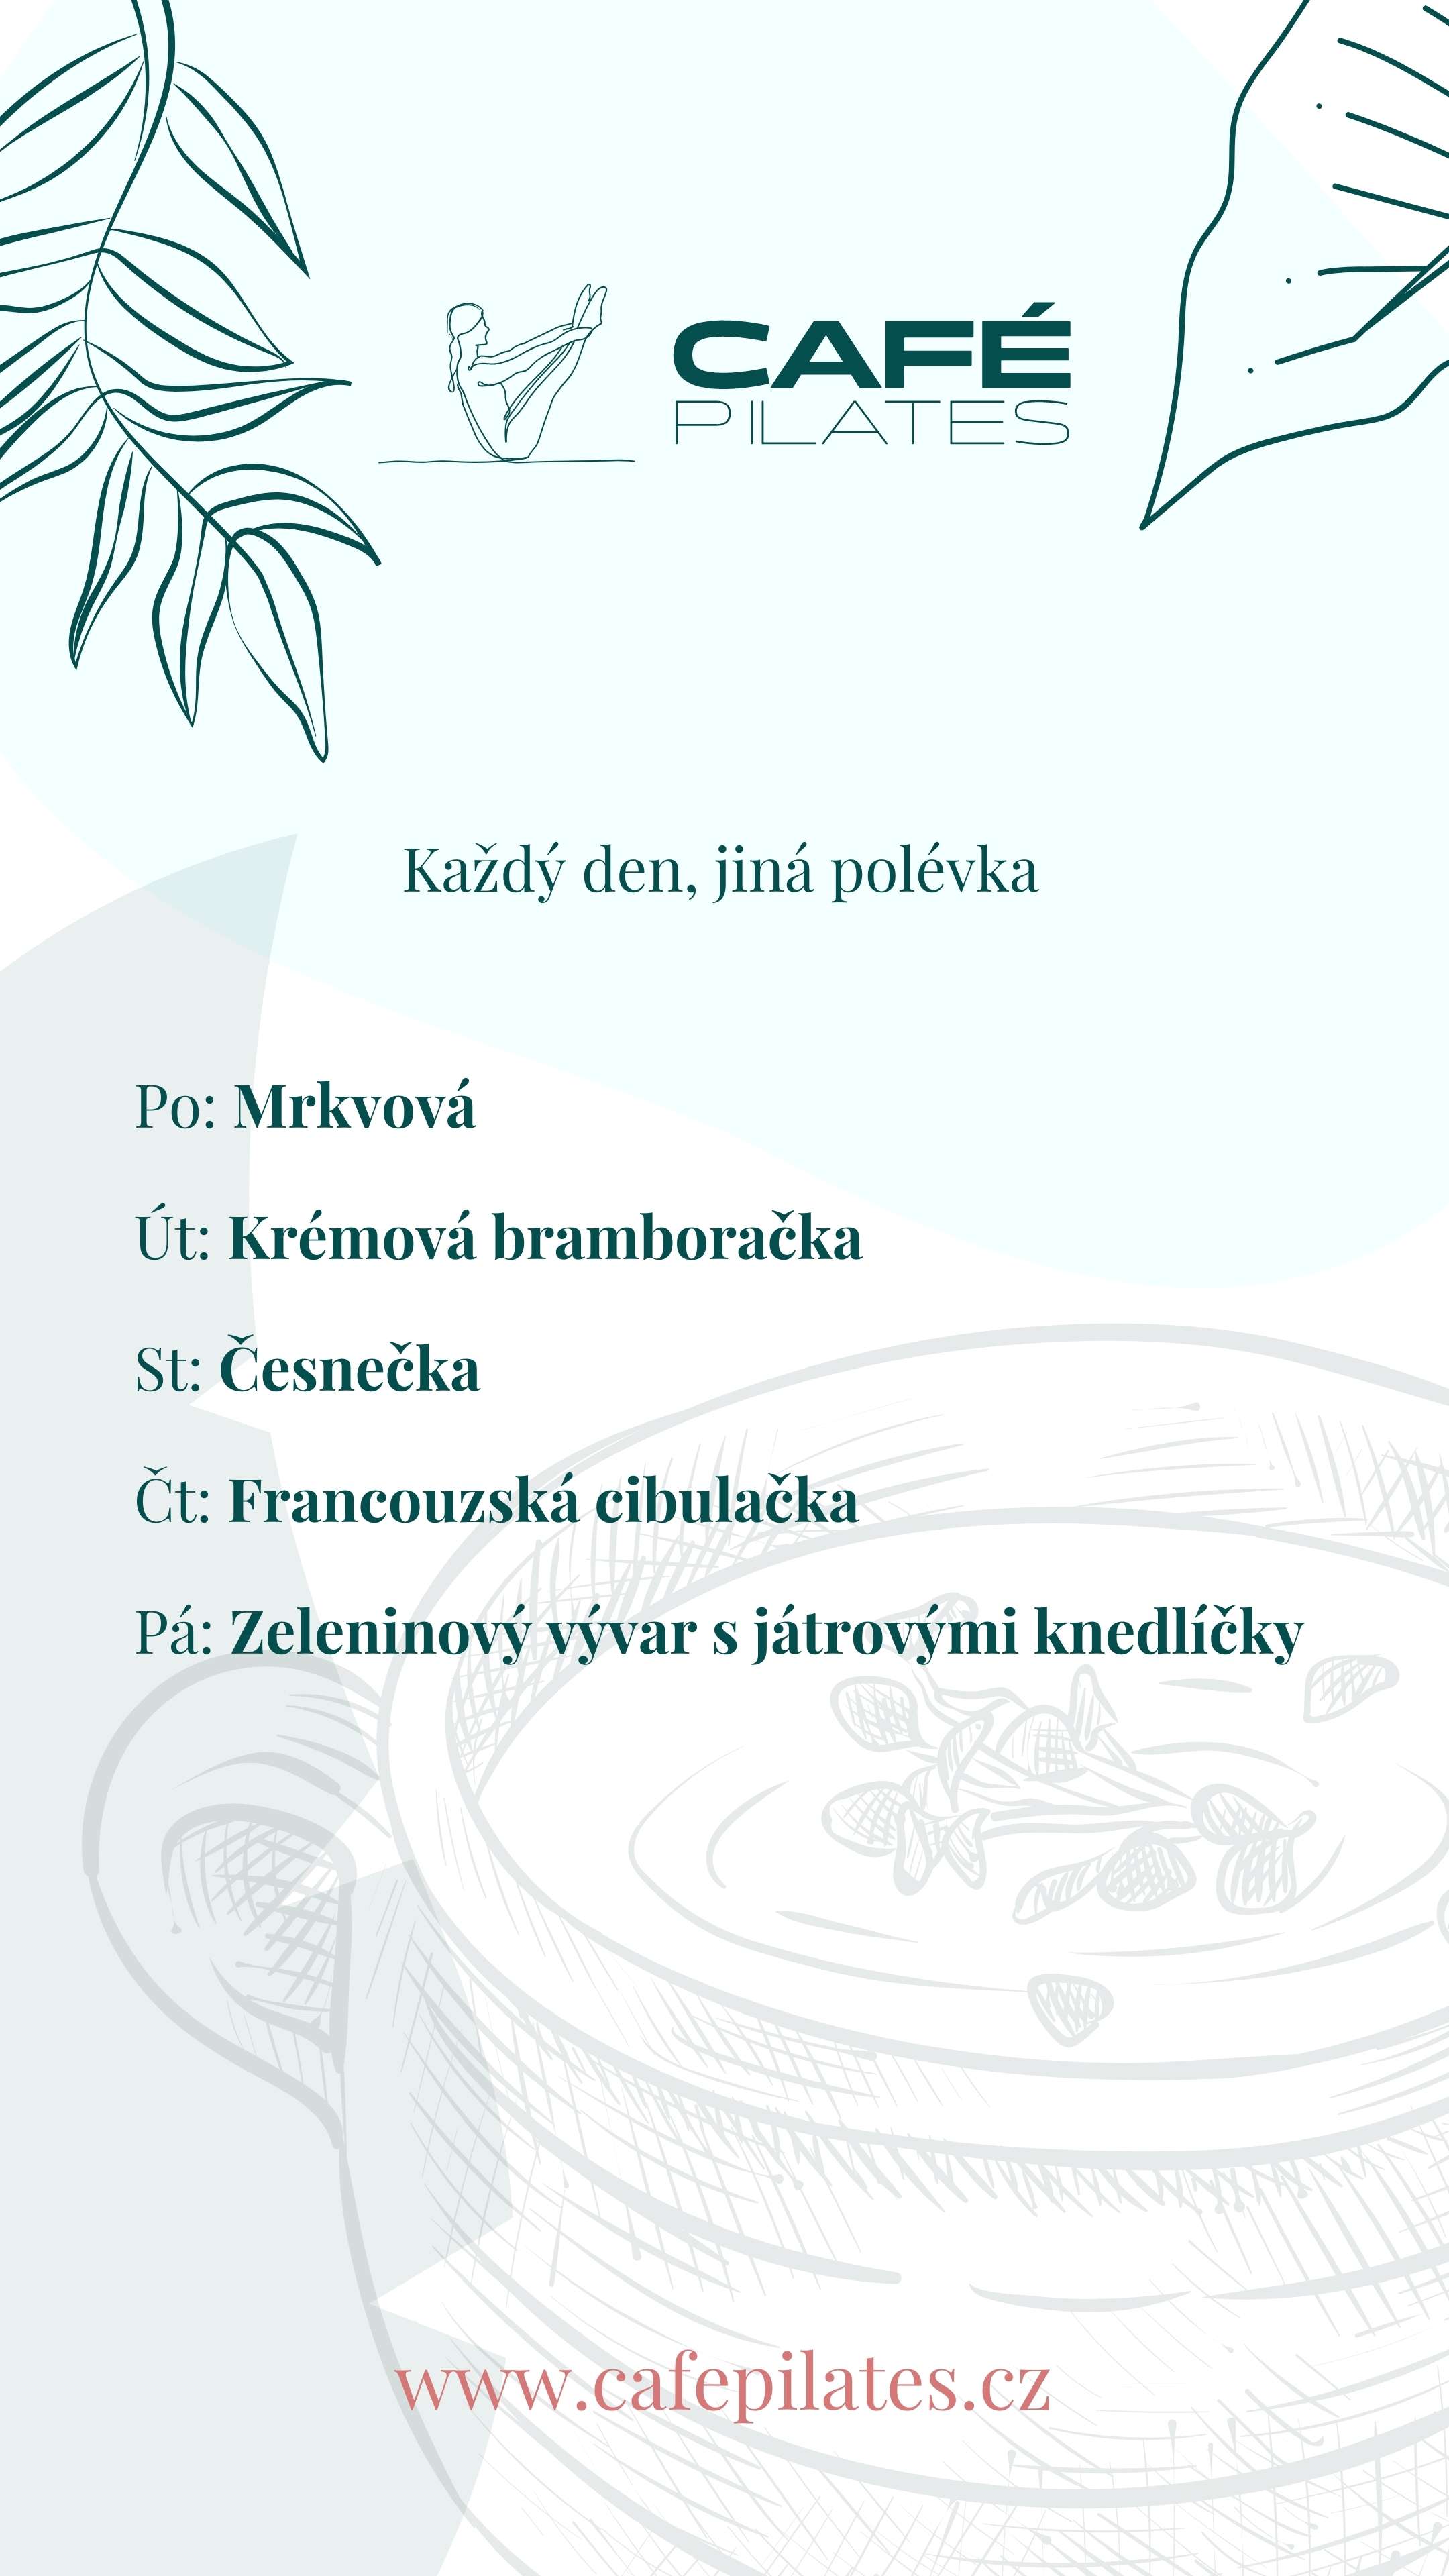 CAFÉ
PILATES
Každý den, jiná polévka
Po: Mrkvová
Út: Krémová bramboračka
St: Česnečka
Čt: Francouzská cibulačka
Pá: Zeleninový vývar s játrovými knedlíčky
www.cafepilates.cz